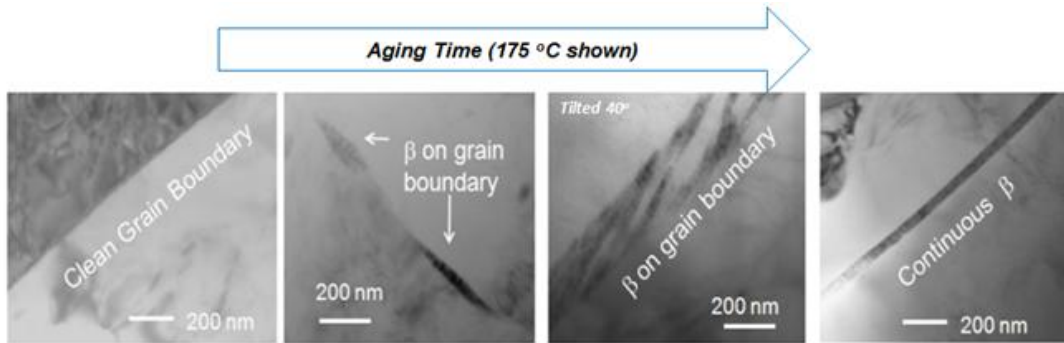 Aging Time (175 °C shown)
Clean Grain Boundary
200 nm
β on grain
boundary
200 nm
Tilted 40°
β on grain boundary
200 nm
Continuous β
200 nm